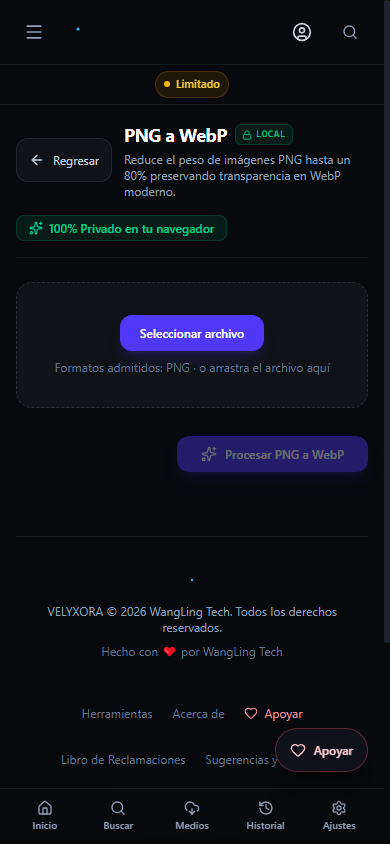 Limitado
Regresar
PNG a WebP
LOCAL
Reduce el peso de imágenes PNG hasta un
80% preservando transparencia en WebP
moderno.
100% Privado en tu navegador
Seleccionar archivo
Formatos admitidos: PNG · o arrastra el archivo aquí
Procesar PNG a WebP
VELYXORA © 2026 WangLing Tech. Todos los derechos
reservados.
Hecho con ❤️ por WangLing Tech
Herramientas Acerca de Apoyar
Apoyar
Libro de Reclamaciones Sugerencias y
Inicio Buscar Medios Historial Ajustes